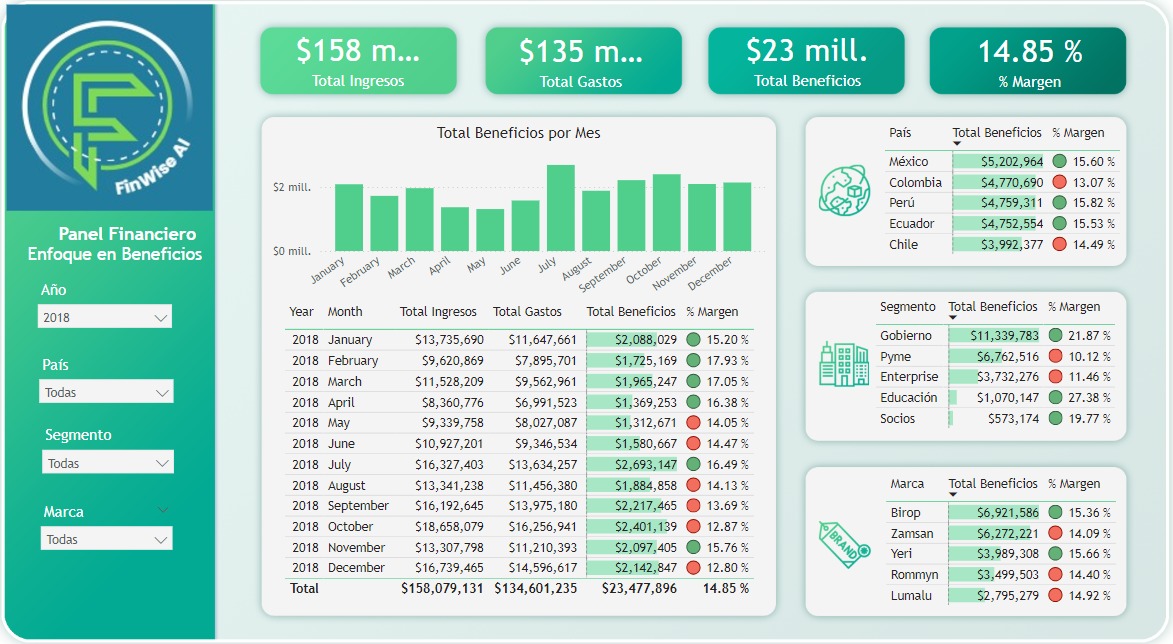 FinWise AI
Panel Financiero
Enfoque en Beneficios
Año
2018
País
Todas
Segmento
Todas
Marca
Todas
$158 m...
Total Ingresos
$135 m...
Total Gastos
$23 mill.
Total Beneficios
14.85 %
% Margen
Total Beneficios por Mes
$2 mill.
$0 mill.
January February March April May June July August September October November December
Year Month Total Ingresos Total Gastos Total Beneficios % Margen
2018 January $13,735,690 $11,647,661 $2,088,029 15.20 %
2018 February $9,620,869 $7,895,701 $1,725,169 17.93 %
2018 March $11,528,209 $9,562,961 $1,965,247 17.05 %
2018 April $8,360,776 $6,991,523 $1,369,253 16.38 %
2018 May $9,339,758 $8,027,087 $1,312,671 14.05 %
2018 June $10,927,201 $9,346,534 $1,580,667 14.47 %
2018 July $16,327,403 $13,634,257 $2,693,147 16.49 %
2018 August $13,341,238 $11,456,380 $1,884,858 14.13 %
2018 September $16,192,645 $13,975,180 $2,217,465 13.69 %
2018 October $18,658,079 $16,256,941 $2,401,139 12.87 %
2018 November $13,307,798 $11,210,393 $2,097,405 15.76 %
2018 December $16,739,465 $14,596,617 $2,142,847 12.80 %
Total $158,079,131 $134,601,235 $23,477,896 14.85 %
País Total Beneficios % Margen
México $5,202,964 15.60 %
Colombia $4,770,690 13.07 %
Perú $4,759,311 15.82 %
Ecuador $4,752,554 15.53 %
Chile $3,992,377 14.49 %
Segmento Total Beneficios % Margen
Gobierno $11,339,783 21.87 %
Pyme $6,762,516 10.12 %
Enterprise $3,732,276 11.46 %
Educación $1,070,147 27.38 %
Socios $573,174 19.77 %
BRAND
Marca Total Beneficios % Margen
Birop $6,921,586 15.36 %
Zamsan $6,272,221 14.09 %
Yeri $3,989,308 15.66 %
Rommyn $3,499,503 14.40 %
Lumalu $2,795,279 14.92 %